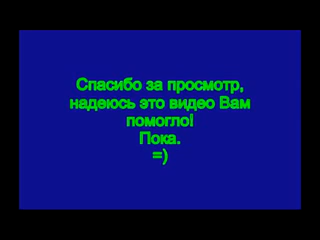 Спасибо за просмотр,
надеюсь это видео Вам
помогло!
Пока.
=)